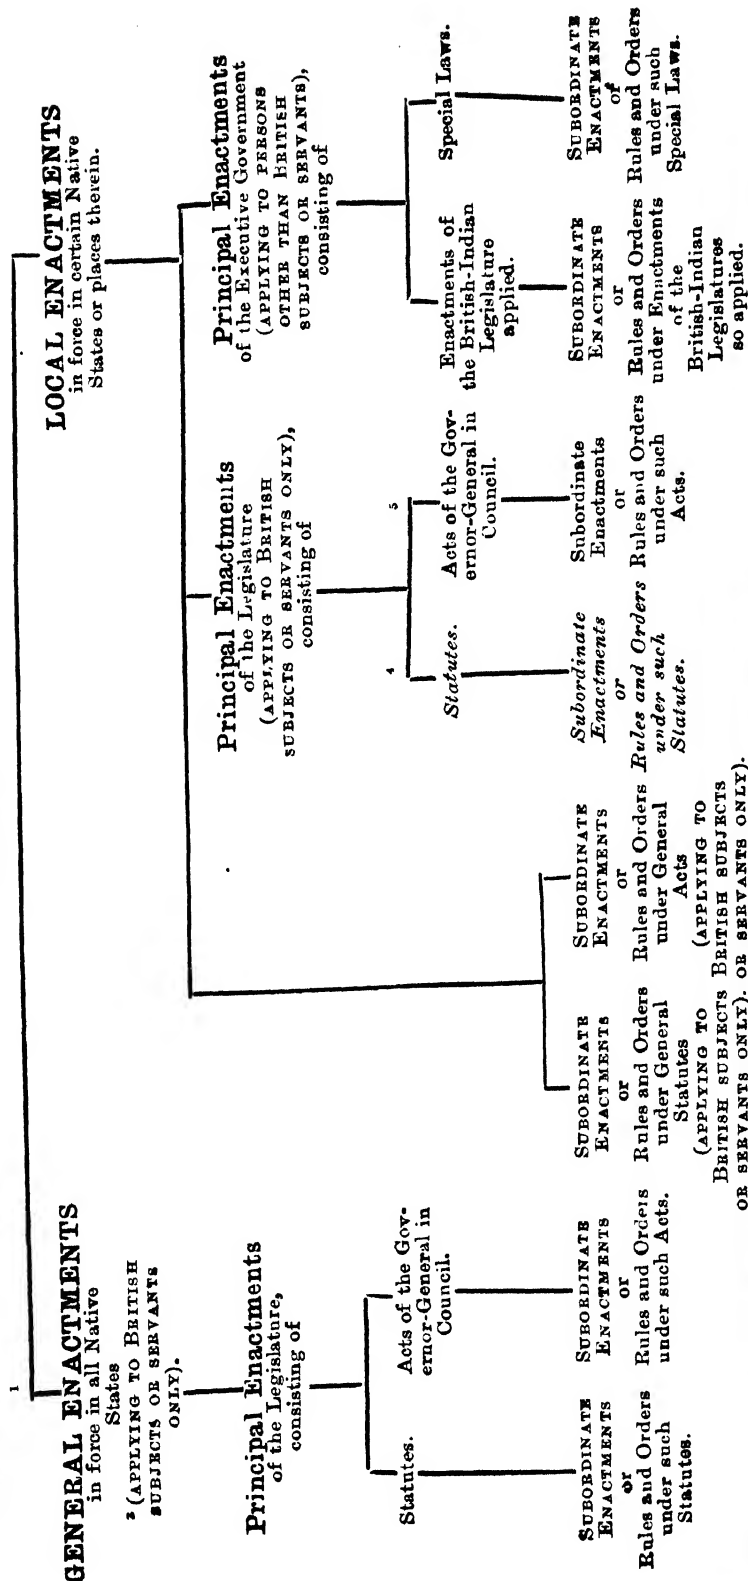 1
GENERAL ENACTMENTS
in force in all Native
States
² (APPLYING TO BRITISH
SUBJECTS OR SERVANTS
ONLY).
LOCAL ENACTMENTS
in force in certain Native
States or places therein.
Principal Enactments
of the Legislature,
consisting of
Principal Enactments
of the Legislature
(APPLYING TO BRITISH
SUBJECTS OR SERVANTS ONLY),
consisting of
Principal Enactments
of the Executive Government
(APPLYING TO PERSONS
OTHER THAN BRITISH
SUBJECTS OR SERVANTS),
consisting of
Statutes.
Acts of the Gov-
ernor-General in
Council.
4
Statutes.
5
Acts of the Gov-
ernor-General in
Council.
Enactments of
the British-Indian
Legislature
applied.
Special Laws.
SUBORDINATE
ENACTMENTS
or
Rules and Orders
under such
Statutes.
SUBORDINATE
ENACTMENTS
or
Rules and Orders
under such Acts.
SUBORDINATE
ENACTMENTS
or
Rules and Orders
under General
Statutes
(APPLYING TO
BRITISH SUBJECTS
OR SERVANTS ONLY).
SUBORDINATE
ENACTMENTS
or
Rules and Orders
under General
Acts
(APPLYING TO
BRITISH SUBJECTS
OR SERVANTS ONLY).
Subordinate
Enactments
or
Rules and Orders
under such
Statutes.
Subordinate
Enactments
or
Rules and Orders
under such
Acts.
SUBORDINATE
ENACTMENTS
or
Rules and Orders
under Enactments
of the
British-Indian
Legislatures
so applied.
SUBORDINATE
ENACTMENTS
of
Rules and Orders
under such
Special Laws.